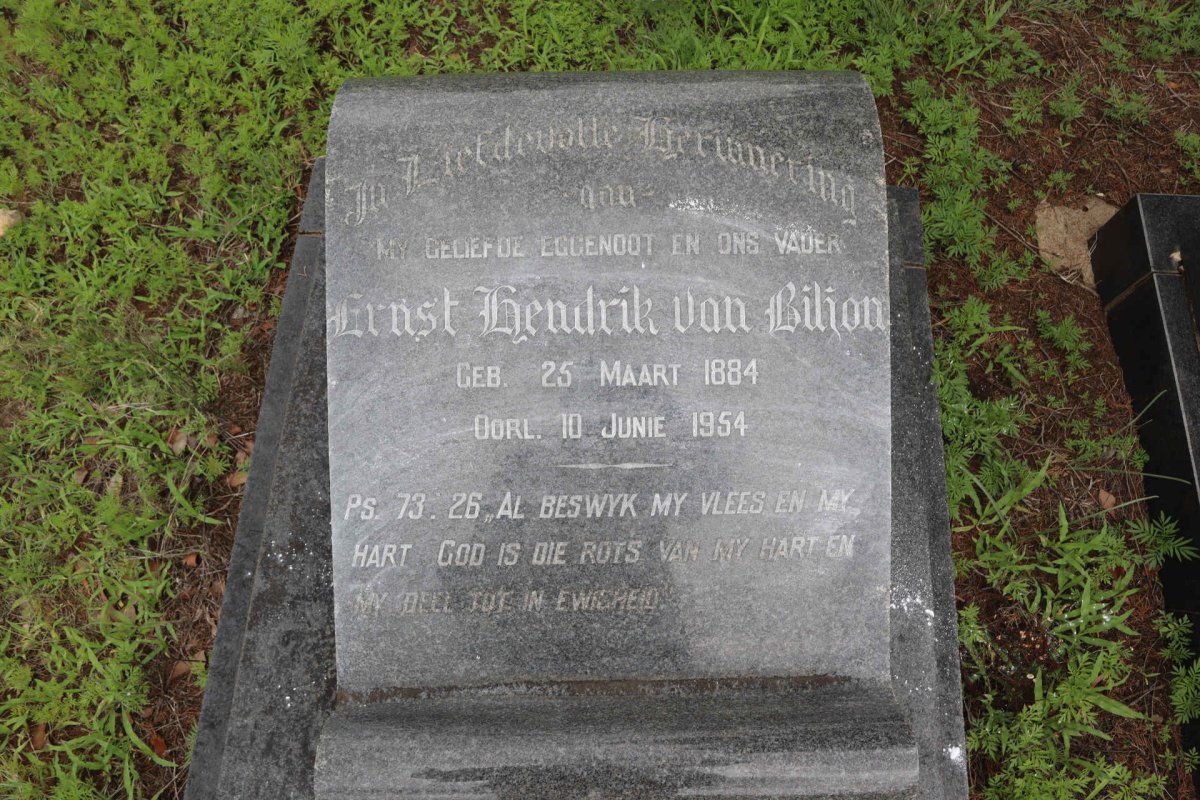 In Liefdevolle Herinnering
-aan-
MY GELIEFDE EGGENOOT EN ONS VADER
Ernst Hendrik van Biljon
GEB. 25 MAART 1884
OORL. 10 JUNIE 1954
PS. 73 : 26 „AL BESWYK MY VLEES EN MY
HART GOD IS DIE ROTS VAN MY HART EN
MY DEEL TOT IN EWIGHEID"